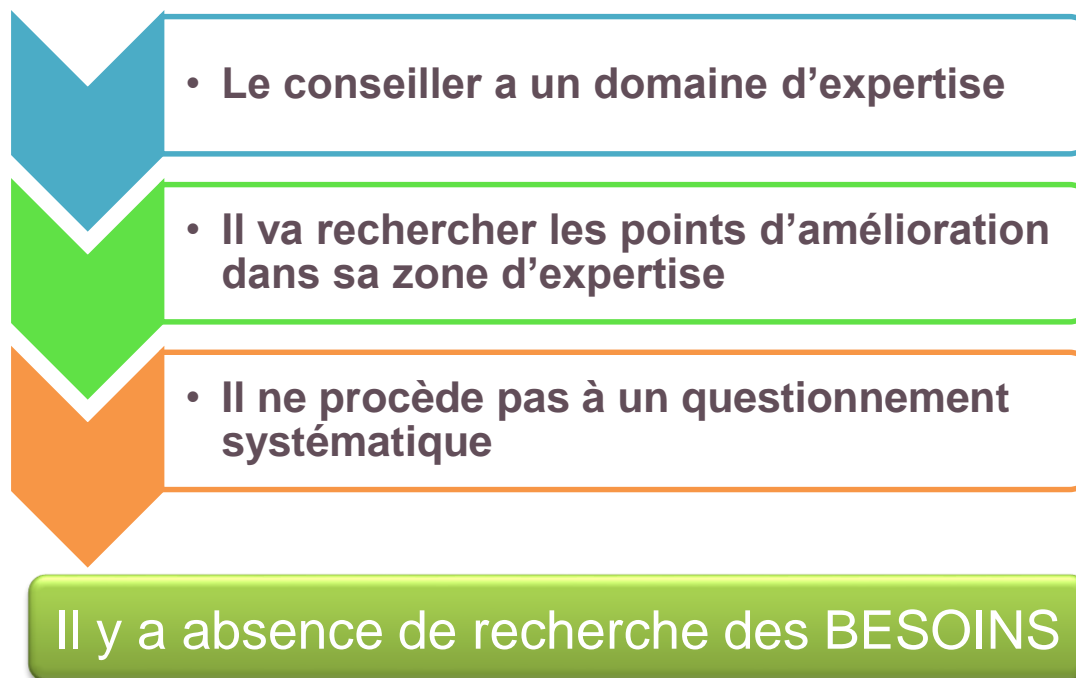 • Le conseiller a un domaine d’expertise
• Il va rechercher les points d’amélioration
dans sa zone d’expertise
• Il ne procède pas à un questionnement
systématique
Il y a absence de recherche des BESOINS